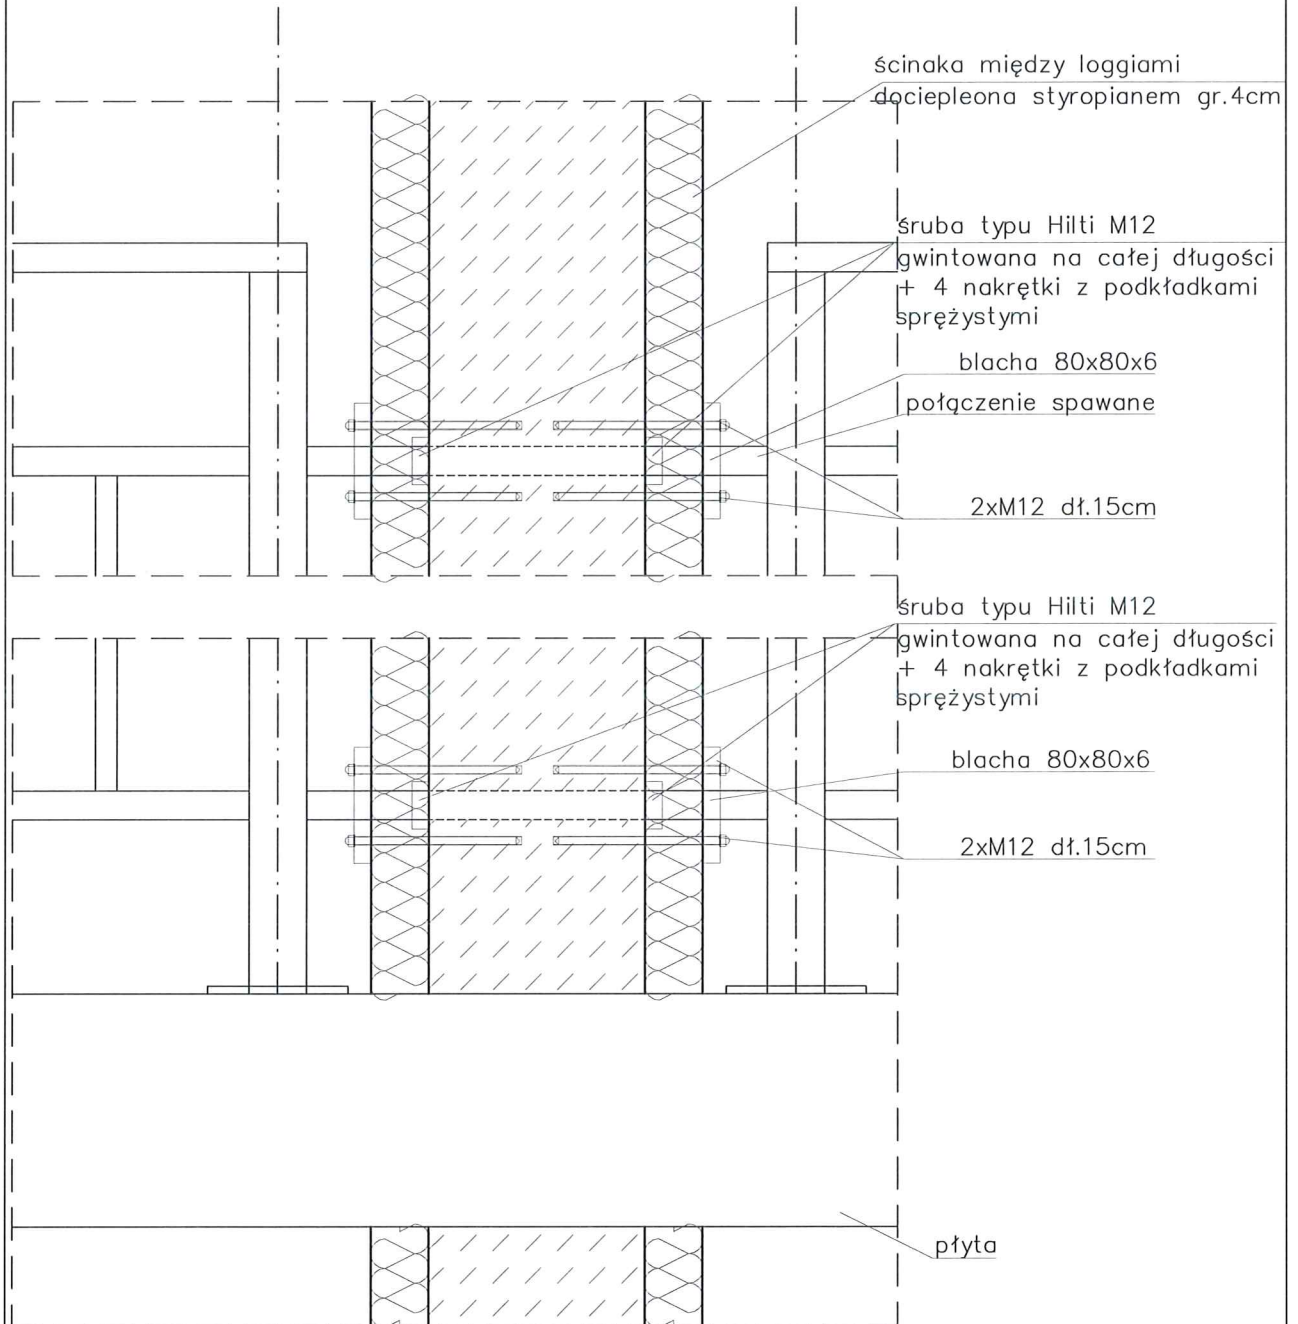 ścinaka między loggiami
docieplona styropianem gr.4cm
śruba typu Hilti M12
gwintowana na całej długości
+ 4 nakrętki z podkładkami
sprężystymi
blacha 80x80x6
połączenie spawane
2xM12 dł.15cm
śruba typu Hilti M12
gwintowana na całej długości
+ 4 nakrętki z podkładkami
sprężystymi
blacha 80x80x6
2xM12 dł.15cm
płyta